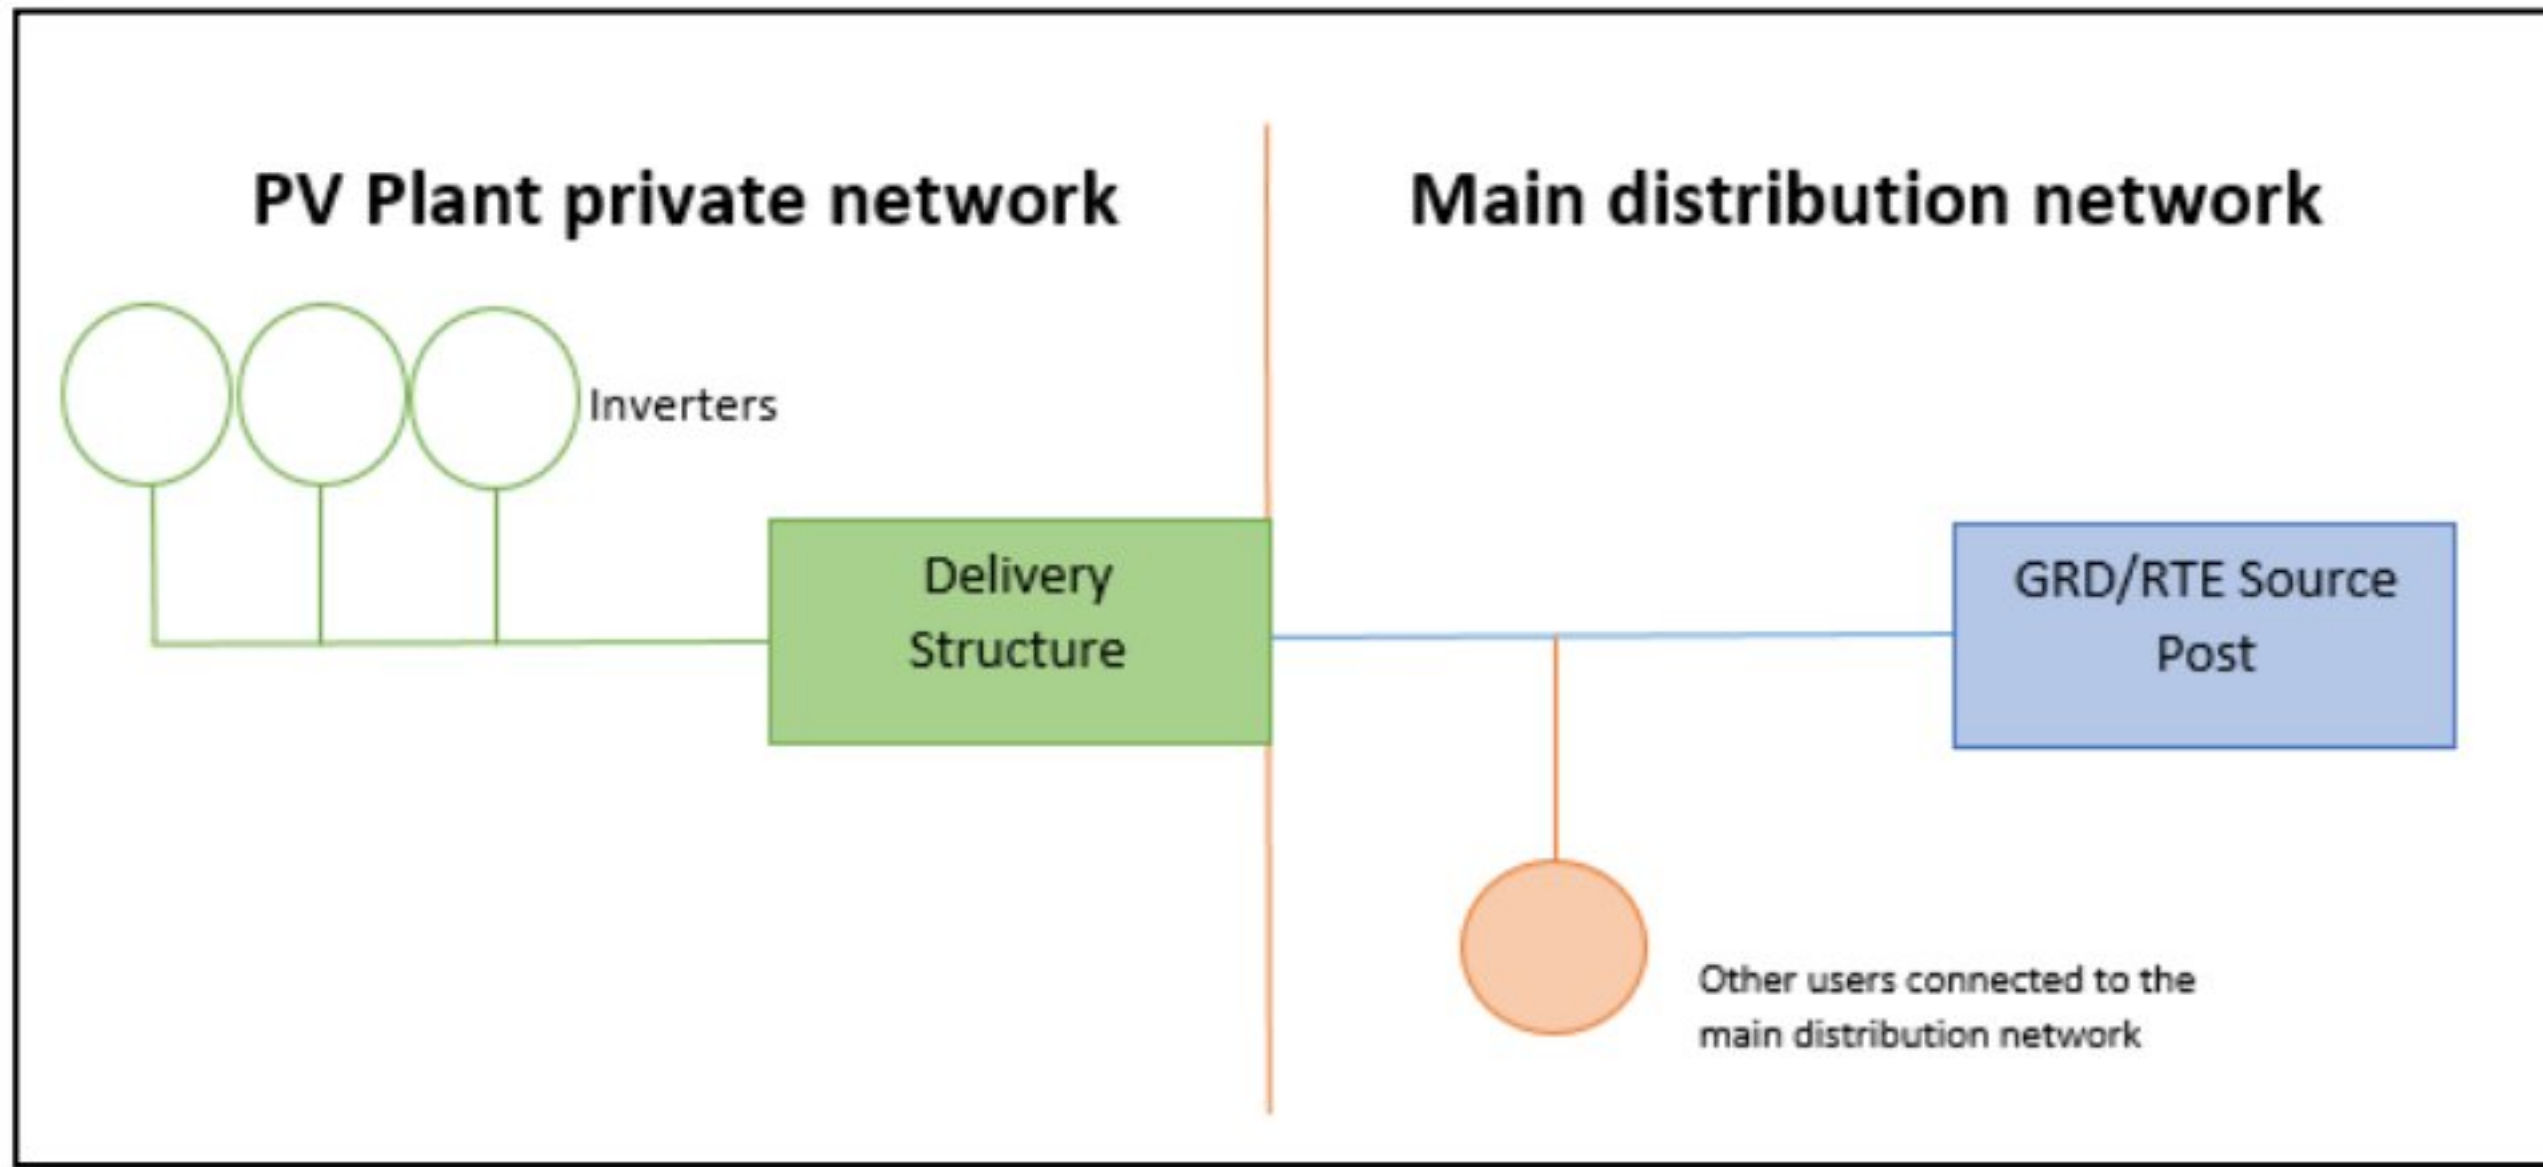 PV Plant private network
Main distribution network
Inverters
Delivery
Structure
GRD/RTE Source
Post
Other users connected to the
main distribution network